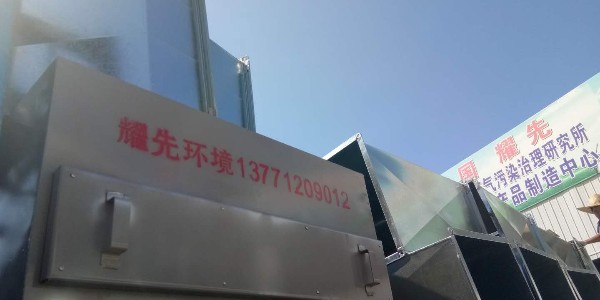 耀先环境13771209012
國耀先
气污染治理研究所
品制造中心